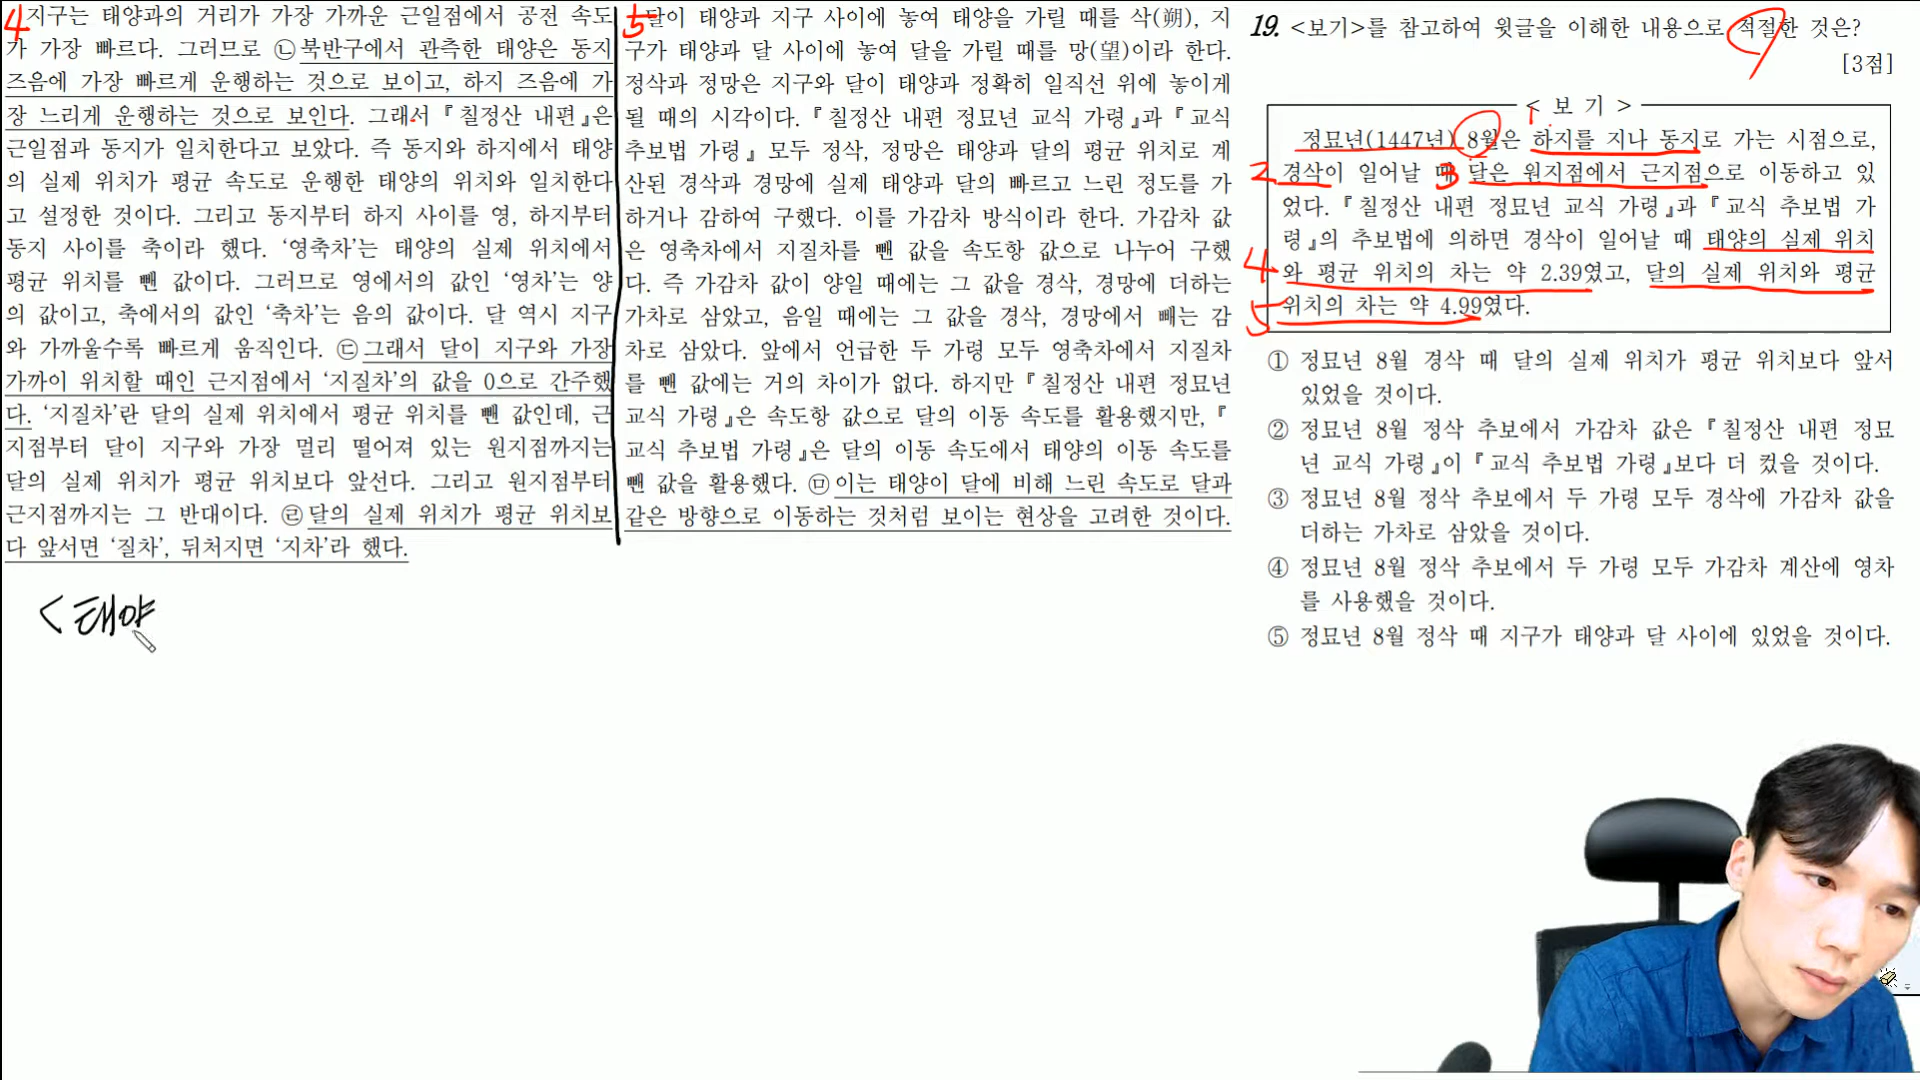 4 지구는 태양과의 거리가 가장 가까운 근일점에서 공전 속도
가 가장 빠르다. 그러므로 ㉡북반구에서 관측한 태양은 동지
즈음에 가장 빠르게 운행하는 것으로 보이고, 하지 즈음에 가
장 느리게 운행하는 것으로 보인다. 그래서 『칠정산 내편』은
근일점과 동지가 일치한다고 보았다. 즉 동지와 하지에서 태양
의 실제 위치가 평균 속도로 운행한 태양의 위치와 일치한다
고 설정한 것이다. 그리고 동지부터 하지 사이를 영, 하지부터
동지 사이를 축이라 했다. ‘영축차’는 태양의 실제 위치에서
평균 위치를 뺀 값이다. 그러므로 영에서의 값인 ‘영차’는 양
의 값이고, 축에서의 값인 ‘축차’는 음의 값이다. 달 역시 지구
와 가까울수록 빠르게 움직인다. ㉢그래서 달이 지구와 가장
가까이 위치할 때인 근지점에서 ‘지질차’의 값을 0으로 간주했
다. ‘지질차’란 달의 실제 위치에서 평균 위치를 뺀 값인데, 근
지점부터 달이 지구와 가장 멀리 떨어져 있는 원지점까지는
달의 실제 위치가 평균 위치보다 앞선다. 그리고 원지점부터
근지점까지는 그 반대이다. ㉣달의 실제 위치가 평균 위치보
다 앞서면 ‘질차’, 뒤처지면 ‘지차’라 했다.
<태양
5 달이 태양과 지구 사이에 놓여 태양을 가릴 때를 삭(朔), 지
구가 태양과 달 사이에 놓여 달을 가릴 때를 망(望)이라 한다.
정삭과 정망은 지구와 달이 태양과 정확히 일직선 위에 놓이게
될 때의 시각이다. 『칠정산 내편 정묘년 교식 가령』과 『교식
추보법 가령』 모두 정삭, 정망은 태양과 달의 평균 위치로 계
산된 경삭과 경망에 실제 태양과 달의 빠르고 느린 정도를 가
하거나 감하여 구했다. 이를 가감차 방식이라 한다. 가감차 값
은 영축차에서 지질차를 뺀 값을 속도항 값으로 나누어 구했
다. 즉 가감차 값이 양일 때에는 그 값을 경삭, 경망에 더하는
가차로 삼았고, 음일 때에는 그 값을 경삭, 경망에서 빼는 감
차로 삼았다. 앞에서 언급한 두 가령 모두 영축차에서 지질차
를 뺀 값에는 거의 차이가 없다. 하지만 『칠정산 내편 정묘년
교식 가령』은 속도항 값으로 달의 이동 속도를 활용했지만, 『
교식 추보법 가령』은 달의 이동 속도에서 태양의 이동 속도를
뺀 값을 활용했다. ㉤이는 태양이 달에 비해 느린 속도로 달과
같은 방향으로 이동하는 것처럼 보이는 현상을 고려한 것이다.
19. <보기>를 참고하여 윗글을 이해한 내용으로 적절한 것은?
[3점]
<보 기>
1
정묘년(1447년) 8월은 하지를 지나 동지로 가는 시점으로,
2 경삭이 일어날 때 3 달은 원지점에서 근지점으로 이동하고 있
었다. 『칠정산 내편 정묘년 교식 가령』과 『교식 추보법 가
령』의 추보법에 의하면 경삭이 일어날 때 태양의 실제 위치
4 와 평균 위치의 차는 약 2.39였고, 달의 실제 위치와 평균
5 위치의 차는 약 4.99였다.
① 정묘년 8월 경삭 때 달의 실제 위치가 평균 위치보다 앞서
있었을 것이다.
② 정묘년 8월 정삭 추보에서 가감차 값은 『칠정산 내편 정묘
년 교식 가령』이 『교식 추보법 가령』보다 더 컸을 것이다.
③ 정묘년 8월 정삭 추보에서 두 가령 모두 경삭에 가감차 값을
더하는 가차로 삼았을 것이다.
④ 정묘년 8월 정삭 추보에서 두 가령 모두 가감차 계산에 영차
를 사용했을 것이다.
⑤ 정묘년 8월 정삭 때 지구가 태양과 달 사이에 있었을 것이다.